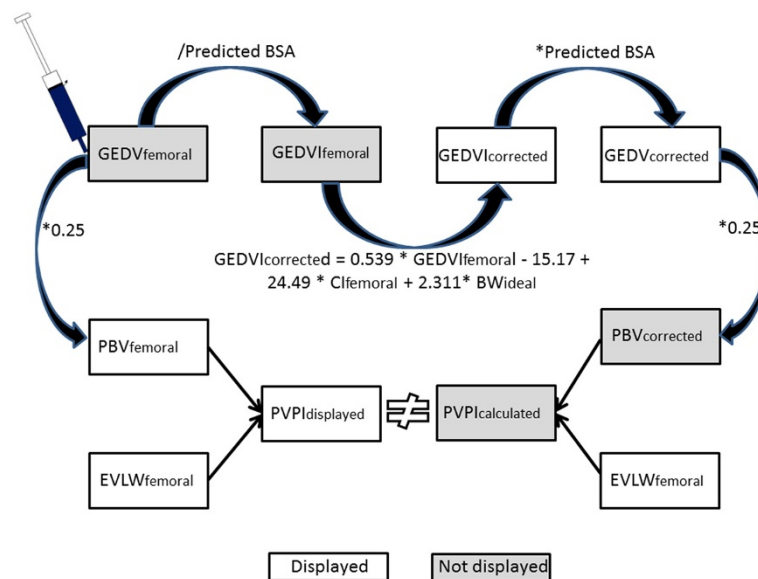 /Predicted BSA
*Predicted BSA
GEDVfemoral
GEDVIfemoral
GEDVIcorrected
GEDVcorrected
*0.25
*0.25
GEDVIcorrected = 0.539 * GEDVIfemoral - 15.17 +
24.49 * CIfemoral + 2.311* BWideal
PBVfemoral
PBVcorrected
PVPIdisplayed
≠
PVPIcalculated
EVLWfemoral
EVLWfemoral
Displayed
Not displayed